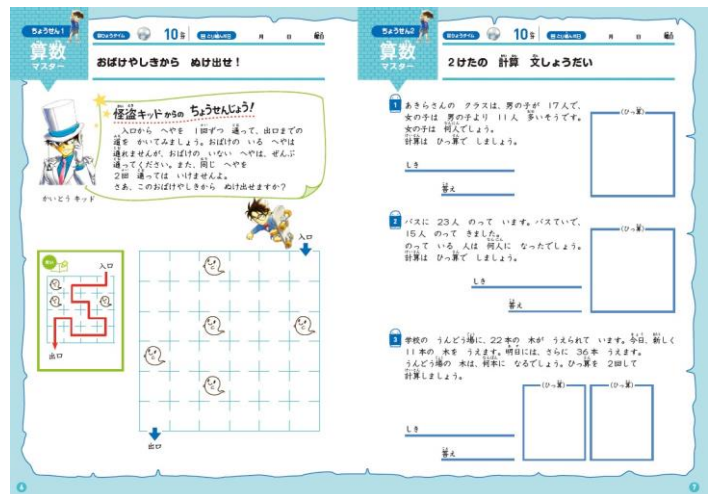 ちょうせん1
算数
マスター
10分
月 日 曜日
おばけやしきから ぬけ出せ！
怪盗キッドからの ちょうせんじょう！
入口から へやを 1回ずつ 通って、出口までの
道を かいてみましょう。おばけの いる へやは
通れませんが、おばけの いない へやは、ぜんぶ
通ってください。また、同じ へやを
2回 通っては いけませんよ。
さあ、このおばけやしきから ぬけ出せますか？
かいとう キッド
入口
出口
入口
出口
6
ちょうせん2
算数
マスター
10分
月 日 曜日
2けたの 計算 文しょうだい
1
あきらさんの クラスは、男の子が 17人で、
女の子は 男の子より 11人 多いそうです。
女の子は 何人でしょう。
計算は ひっ算で しましょう。
(ひっ算)
しき
答え
2
バスに 23人 のって います。バスていで、
15人 のって きました。
のって いる 人は 何人に なったでしょう。
計算は ひっ算で しましょう。
(ひっ算)
しき
答え
3
学校の うんどう場に、22本の 木が うえられて います。今日、新しく
11本の 木を うえます。明日には、さらに 36本 うえます。
うんどう場の 木は、何本に なるでしょう。ひっ算を 2回して
計算しましょう。
(ひっ算)
(ひっ算)
しき
答え
7